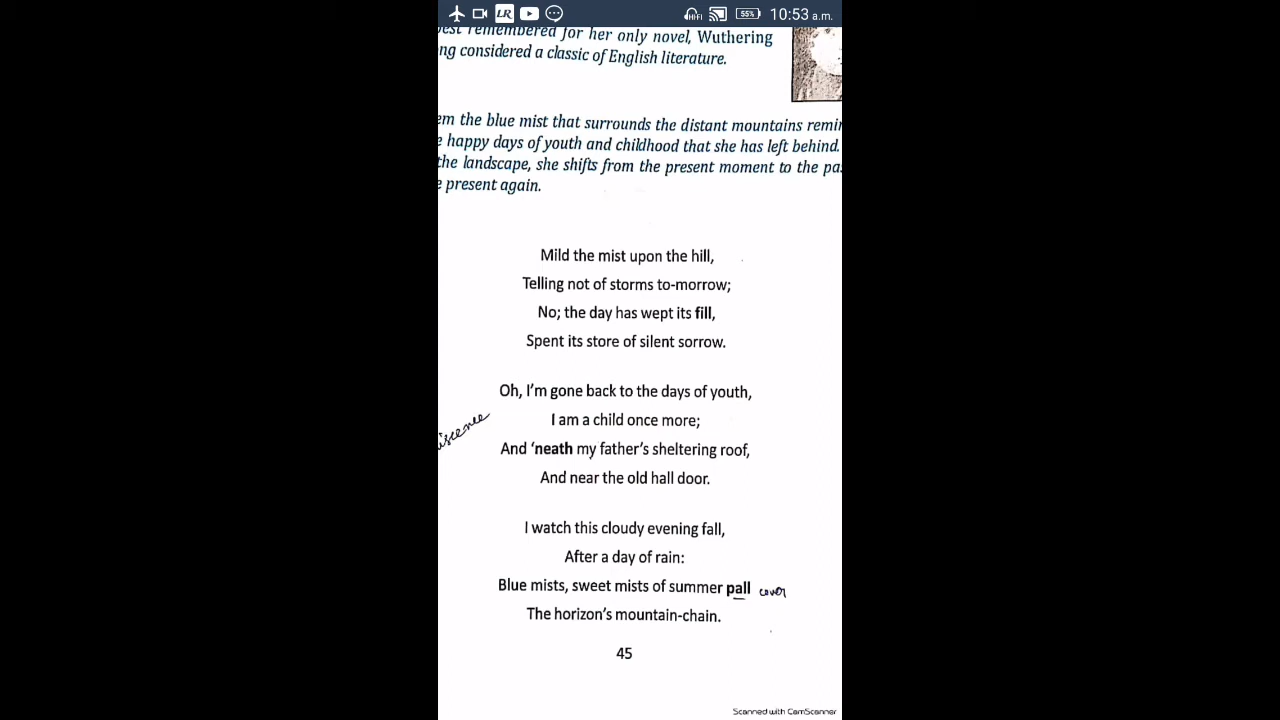 LR
HiFi
55%
10:53 a.m.
best remembered for her only novel, Wuthering
ng considered a classic of English literature.
em the blue mist that surrounds the distant mountains remi
e happy days of youth and childhood that she has left behind.
the landscape, she shifts from the present moment to the pa
e present again.
Mild the mist upon the hill,
Telling not of storms to-morrow;
No; the day has wept its fill,
Spent its store of silent sorrow.
Oh, I'm gone back to the days of youth,
I am a child once more;
iscence
And 'neath my father's sheltering roof,
And near the old hall door.
I watch this cloudy evening fall,
After a day of rain:
Blue mists, sweet mists of summer pall cover
The horizon's mountain-chain.
45
Scanned with CamScanner